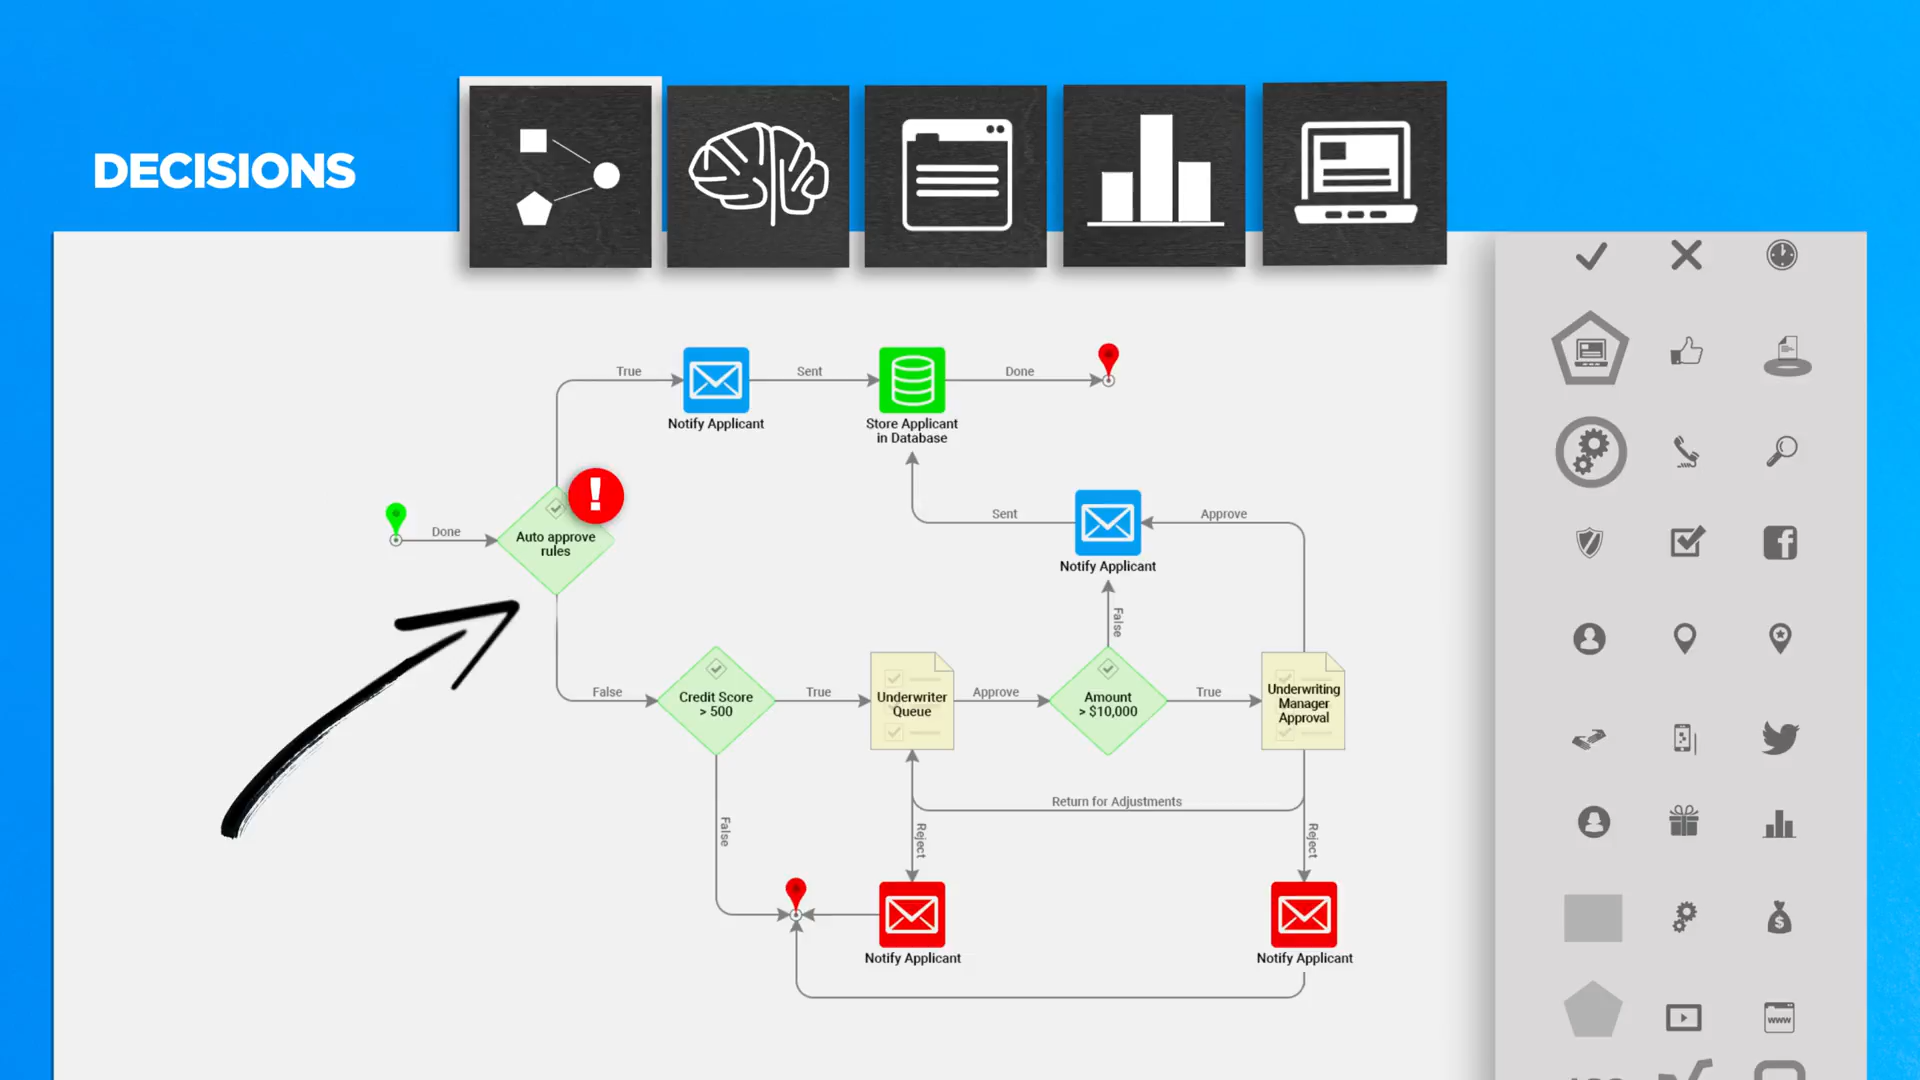 DECISIONS
True
Notify Applicant
Sent
Store Applicant
in Database
Done
Done
Auto approve
rules
!
Sent
Approve
Notify Applicant
False
False
Credit Score
> 500
True
Underwriter
Queue
Approve
Amount
> $10,000
True
Underwriting
Manager
Approval
Return for Adjustments
False
Reject
Reject
Notify Applicant
Notify Applicant
f
$
www